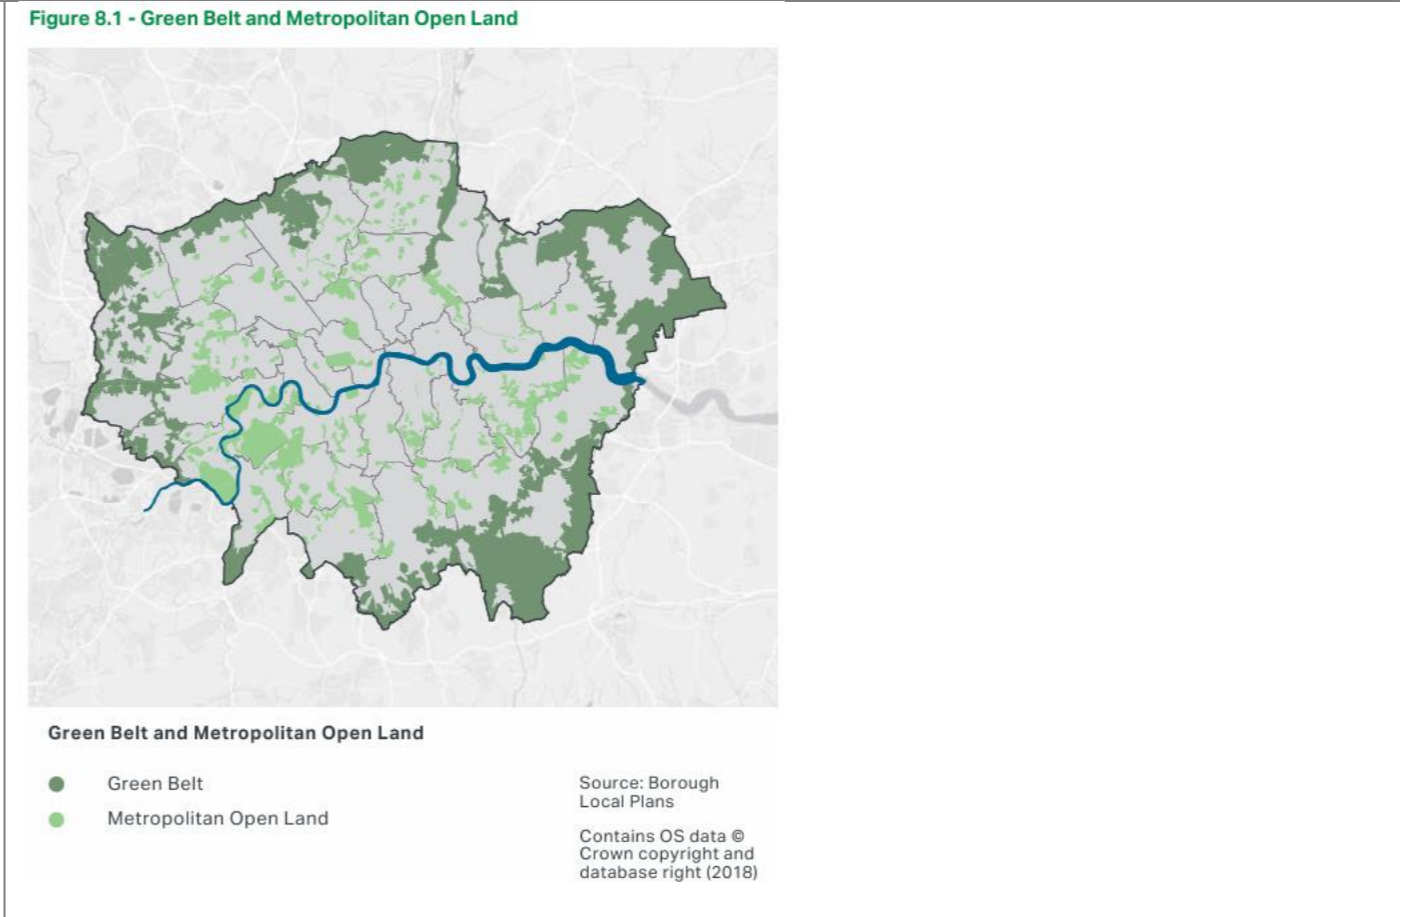 Figure 8.1 - Green Belt and Metropolitan Open Land
Green Belt and Metropolitan Open Land
Green Belt
Metropolitan Open Land
Source: Borough
Local Plans
Contains OS data ©
Crown copyright and
database right (2018)